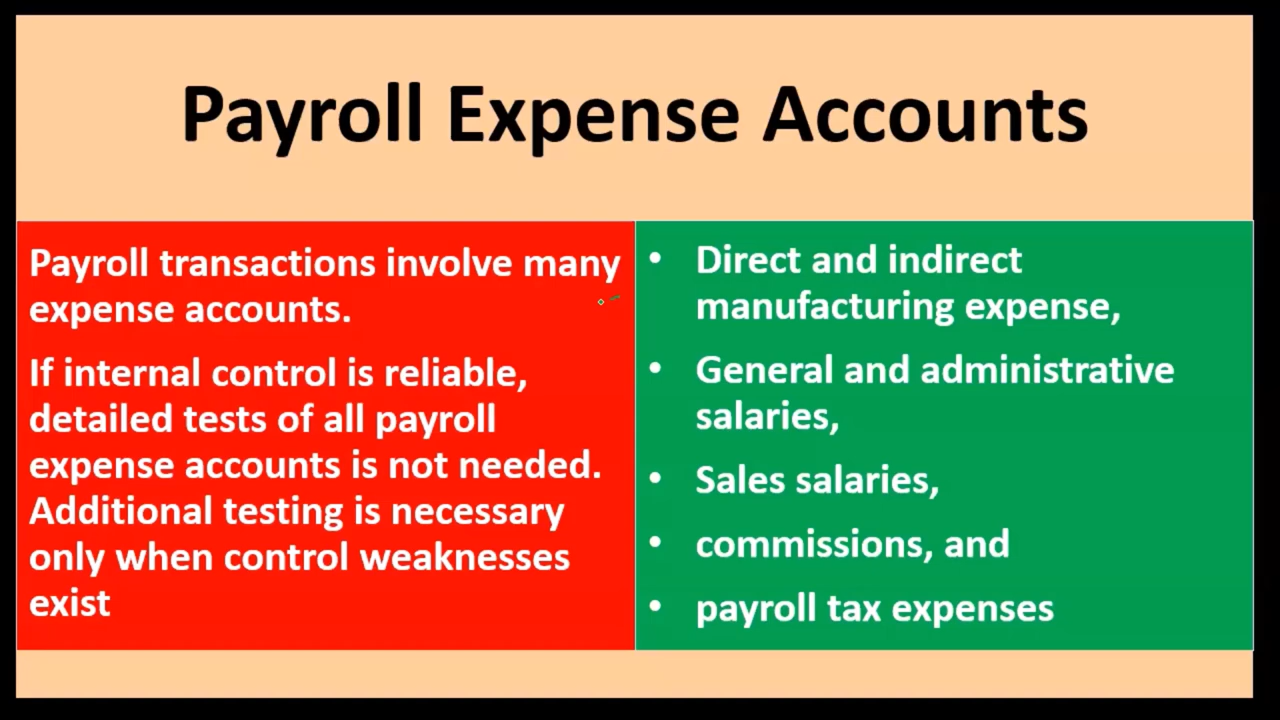 Payroll Expense Accounts
Payroll transactions involve many
expense accounts.
If internal control is reliable,
detailed tests of all payroll
expense accounts is not needed.
Additional testing is necessary
only when control weaknesses
exist
• Direct and indirect
manufacturing expense,
• General and administrative
salaries,
• Sales salaries,
• commissions, and
• payroll tax expenses